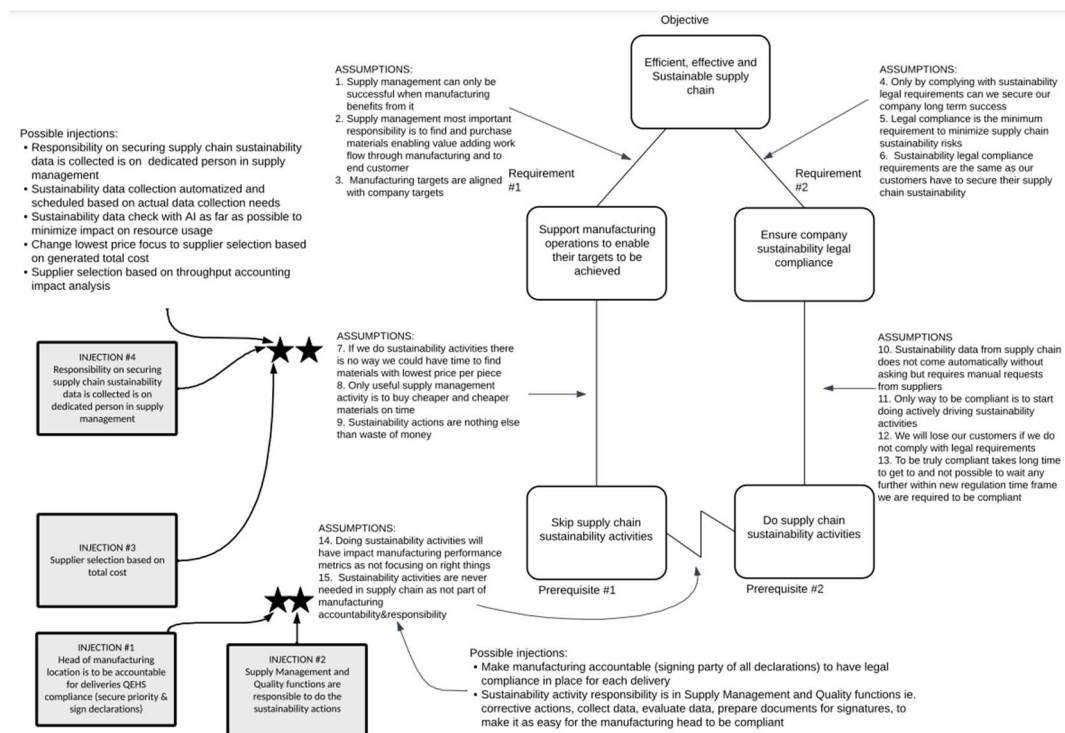 Objective
Efficient, effective and
Sustainable supply
chain
ASSUMPTIONS:
1. Supply management can only be
successful when manufacturing
benefits from it
2. Supply management most important
responsibility is to find and purchase
materials enabling value adding work
flow through manufacturing and to
end customer
3. Manufacturing targets are aligned
with company targets
ASSUMPTIONS:
4. Only by complying with sustainability
legal requirements can we secure our
company long term success
5. Legal compliance is the minimum
requirement to minimize supply chain
sustainability risks
6. Sustainability legal compliance
requirements are the same as our
customers have to secure their supply
chain sustainability
Possible injections:
• Responsibility on securing supply chain sustainability
data is collected is on dedicated person in supply
management
• Sustainability data collection automatized and
scheduled based on actual data collection needs
• Sustainability data check with AI as far as possible to
minimize impact on resource usage
• Change lowest price focus to supplier selection based
on generated total cost
• Supplier selection based on throughput accounting
impact analysis
Requirement
#1
Requirement
#2
Support manufacturing
operations to enable
their targets to be
achieved
Ensure company
sustainability legal
compliance
INJECTION #4
Responsibility on securing
supply chain sustainability
data is collected is on
dedicated person in supply
management
ASSUMPTIONS:
7. If we do sustainability activities there
is no way we could have time to find
materials with lowest price per piece
8. Only useful supply management
activity is to buy cheaper and cheaper
materials on time
9. Sustainability actions are nothing else
than waste of money
ASSUMPTIONS
10. Sustainability data from supply chain
does not come automatically without
asking but requires manual requests
from suppliers
11. Only way to be compliant is to start
doing actively driving sustainability
activities
12. We will lose our customers if we do
not comply with legal requirements
13. To be truly compliant takes long time
to get to and not possible to wait any
further within new regulation time frame
we are required to be compliant
INJECTION #3
Supplier selection based on
total cost
ASSUMPTIONS:
14. Doing sustainability activities will
have impact manufacturing performance
metrics as not focusing on right things
15. Sustainability activities are never
needed in supply chain as not part of
manufacturing
accountability&responsibility
Skip supply chain
sustainability activities
Do supply chain
sustainability activities
Prerequisite #1
Prerequisite #2
INJECTION #1
Head of manufacturing
location is to be accountable
for deliveries QEHS
compliance (secure priority &
sign declarations)
INJECTION #2
Supply Management and
Quality functions are
responsible to do the
sustainability actions
Possible injections:
• Make manufacturing accountable (signing party of all declarations) to have legal
compliance in place for each delivery
• Sustainability activity responsibility is in Supply Management and Quality functions ie.
corrective actions, collect data, evaluate data, prepare documents for signatures, to
make it as easy for the manufacturing head to be compliant